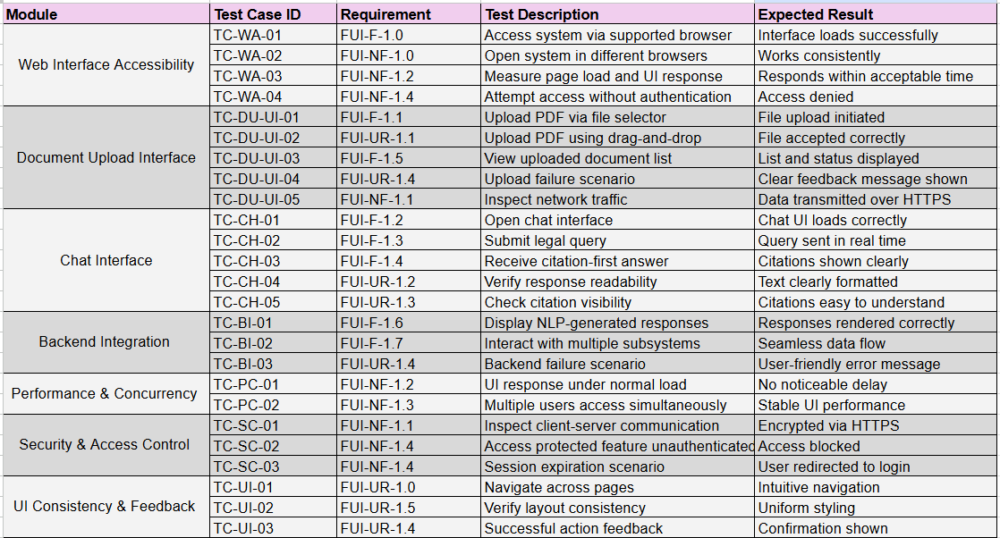 Module Test Case ID Requirement Test Description Expected Result
Web Interface Accessibility
TC-WA-01 FUI-F-1.0 Access system via supported browser Interface loads successfully
TC-WA-02 FUI-NF-1.0 Open system in different browsers Works consistently
TC-WA-03 FUI-NF-1.2 Measure page load and UI response Responds within acceptable time
TC-WA-04 FUI-NF-1.4 Attempt access without authentication Access denied
Document Upload Interface
TC-DU-UI-01 FUI-F-1.1 Upload PDF via file selector File upload initiated
TC-DU-UI-02 FUI-UR-1.1 Upload PDF using drag-and-drop File accepted correctly
TC-DU-UI-03 FUI-F-1.5 View uploaded document list List and status displayed
TC-DU-UI-04 FUI-UR-1.4 Upload failure scenario Clear feedback message shown
TC-DU-UI-05 FUI-NF-1.1 Inspect network traffic Data transmitted over HTTPS
Chat Interface
TC-CH-01 FUI-F-1.2 Open chat interface Chat UI loads correctly
TC-CH-02 FUI-F-1.3 Submit legal query Query sent in real time
TC-CH-03 FUI-F-1.4 Receive citation-first answer Citations shown clearly
TC-CH-04 FUI-UR-1.2 Verify response readability Text clearly formatted
TC-CH-05 FUI-UR-1.3 Check citation visibility Citations easy to understand
Backend Integration
TC-BI-01 FUI-F-1.6 Display NLP-generated responses Responses rendered correctly
TC-BI-02 FUI-F-1.7 Interact with multiple subsystems Seamless data flow
TC-BI-03 FUI-UR-1.4 Backend failure scenario User-friendly error message
Performance & Concurrency
TC-PC-01 FUI-NF-1.2 UI response under normal load No noticeable delay
TC-PC-02 FUI-NF-1.3 Multiple users access simultaneously Stable UI performance
Security & Access Control
TC-SC-01 FUI-NF-1.1 Inspect client-server communication Encrypted via HTTPS
TC-SC-02 FUI-NF-1.4 Access protected feature unauthenticated Access blocked
TC-SC-03 FUI-NF-1.4 Session expiration scenario User redirected to login
UI Consistency & Feedback
TC-UI-01 FUI-UR-1.0 Navigate across pages Intuitive navigation
TC-UI-02 FUI-UR-1.5 Verify layout consistency Uniform styling
TC-UI-03 FUI-UR-1.4 Successful action feedback Confirmation shown